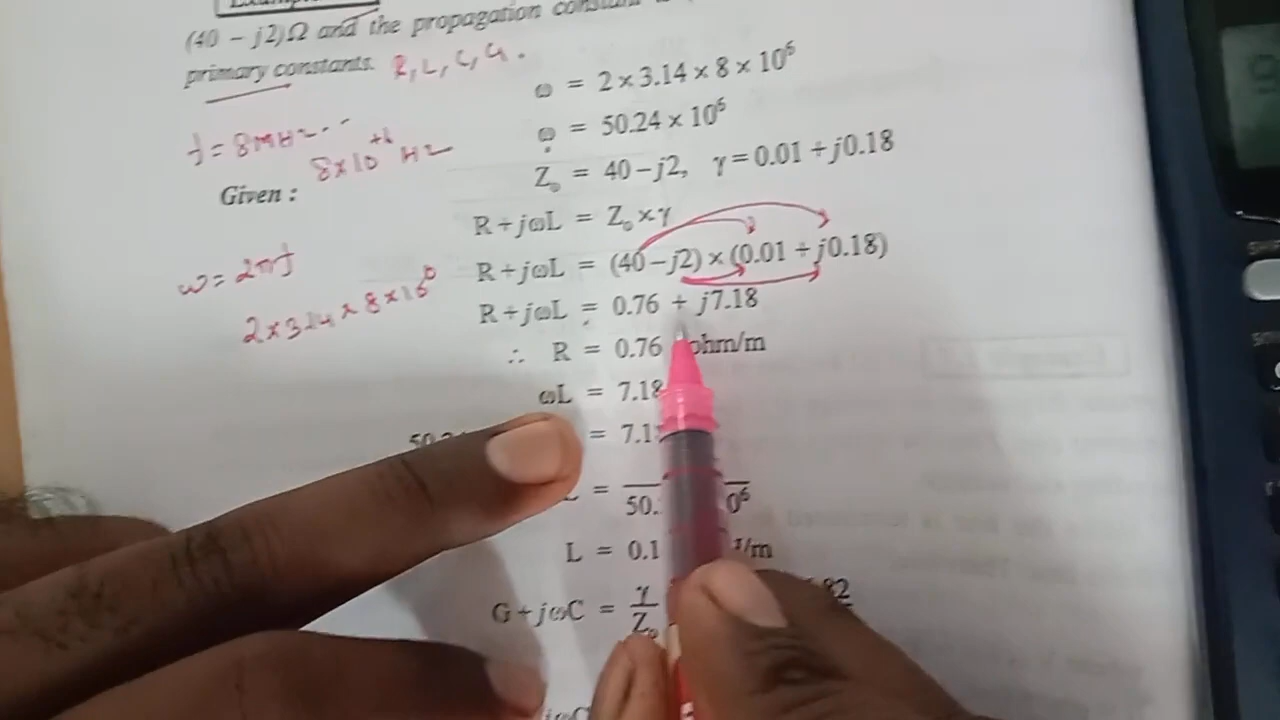 (40 – j2)Ω and the propagation constant
primary constants. R, L, C, G.
ω = 2 × 3.14 × 8 × 10⁶
f = 8MHz
ω = 50.24 × 10⁶
8×10⁺⁶ Hz
Z₀ = 40 – j2, γ = 0.01 + j0.18
Given :
R + jωL = Z₀ × γ
R + jωL = (40 – j2) × (0.01 + j0.18)
ω = 2πf
R + jωL = 0.76 + j7.18
2×3.14×8×10⁶
∴ R = 0.76 ohm/m
ωL = 7.18
= 7.1
= 50.
L = 0.1 /m
G + jωC = γ/Z₀